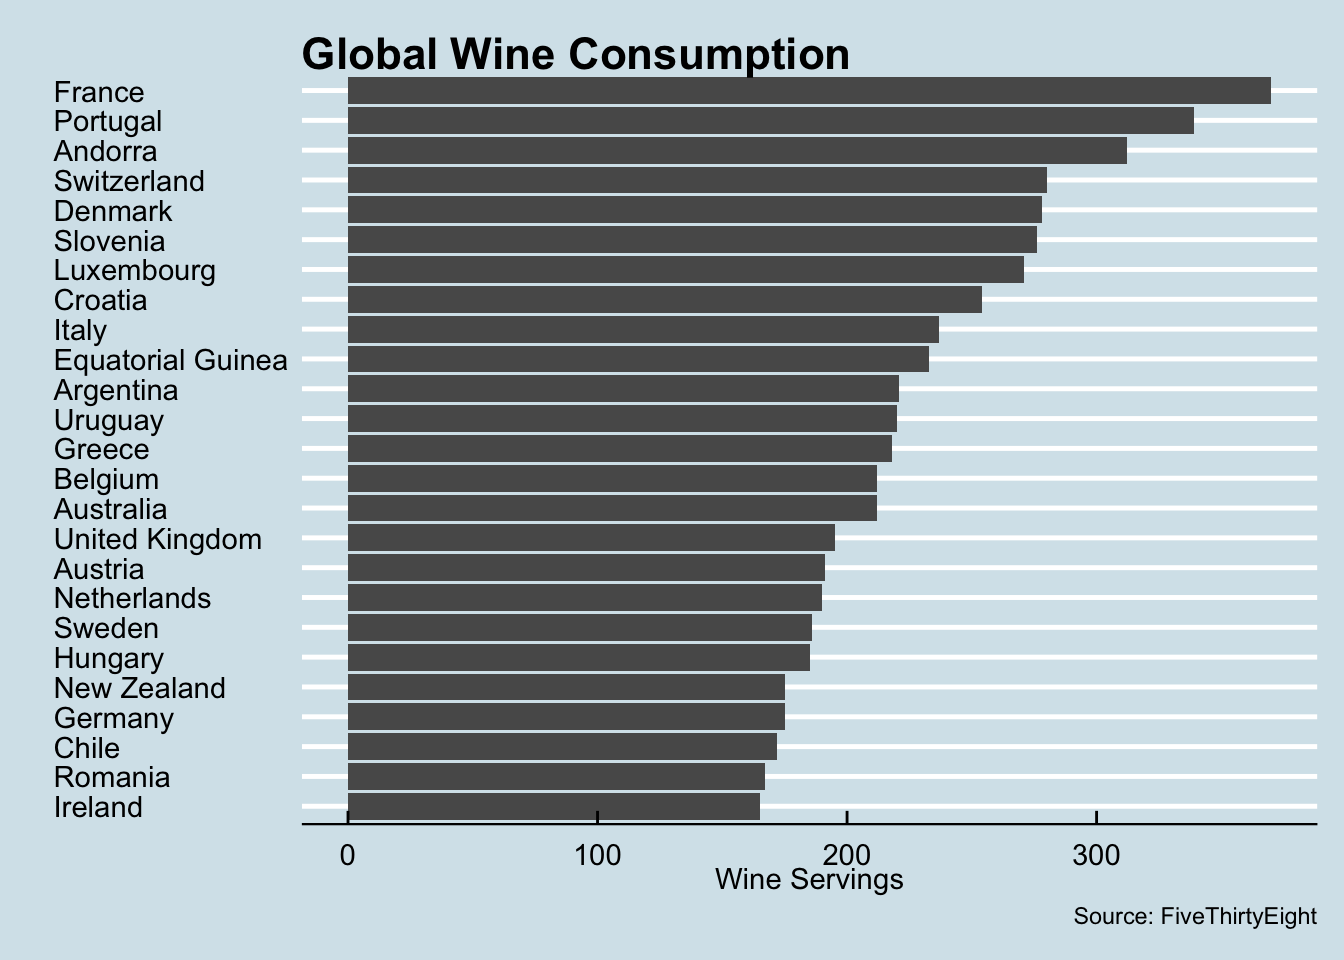 Global Wine Consumption
France
Portugal
Andorra
Switzerland
Denmark
Slovenia
Luxembourg
Croatia
Italy
Equatorial Guinea
Argentina
Uruguay
Greece
Belgium
Australia
United Kingdom
Austria
Netherlands
Sweden
Hungary
New Zealand
Germany
Chile
Romania
Ireland
0 100 200 300
Wine Servings
Source: FiveThirtyEight